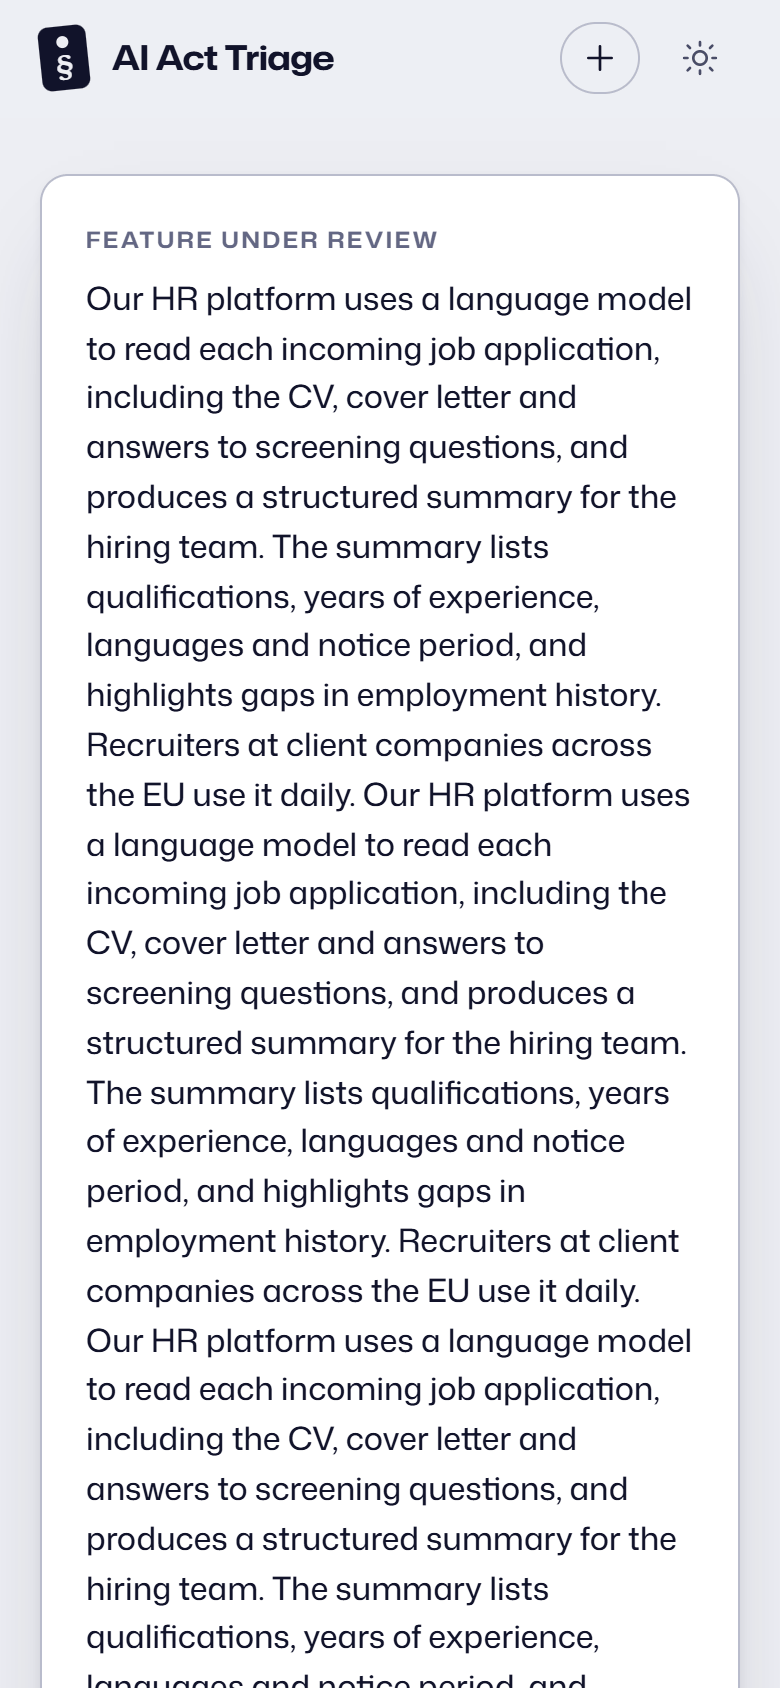 §
AI Act Triage
FEATURE UNDER REVIEW
Our HR platform uses a language model
to read each incoming job application,
including the CV, cover letter and
answers to screening questions, and
produces a structured summary for the
hiring team. The summary lists
qualifications, years of experience,
languages and notice period, and
highlights gaps in employment history.
Recruiters at client companies across
the EU use it daily. Our HR platform uses
a language model to read each
incoming job application, including the
CV, cover letter and answers to
screening questions, and produces a
structured summary for the hiring team.
The summary lists qualifications, years
of experience, languages and notice
period, and highlights gaps in
employment history. Recruiters at client
companies across the EU use it daily.
Our HR platform uses a language model
to read each incoming job application,
including the CV, cover letter and
answers to screening questions, and
produces a structured summary for the
hiring team. The summary lists
qualifications, years of experience,
languages and notice period, and